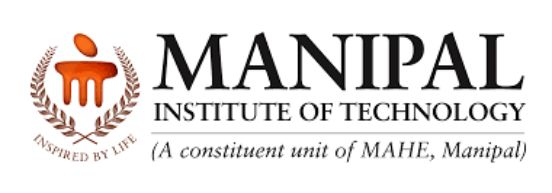 MANIPAL
INSTITUTE OF TECHNOLOGY
(A constituent unit of MAHE, Manipal)
INSPIRED BY LIFE